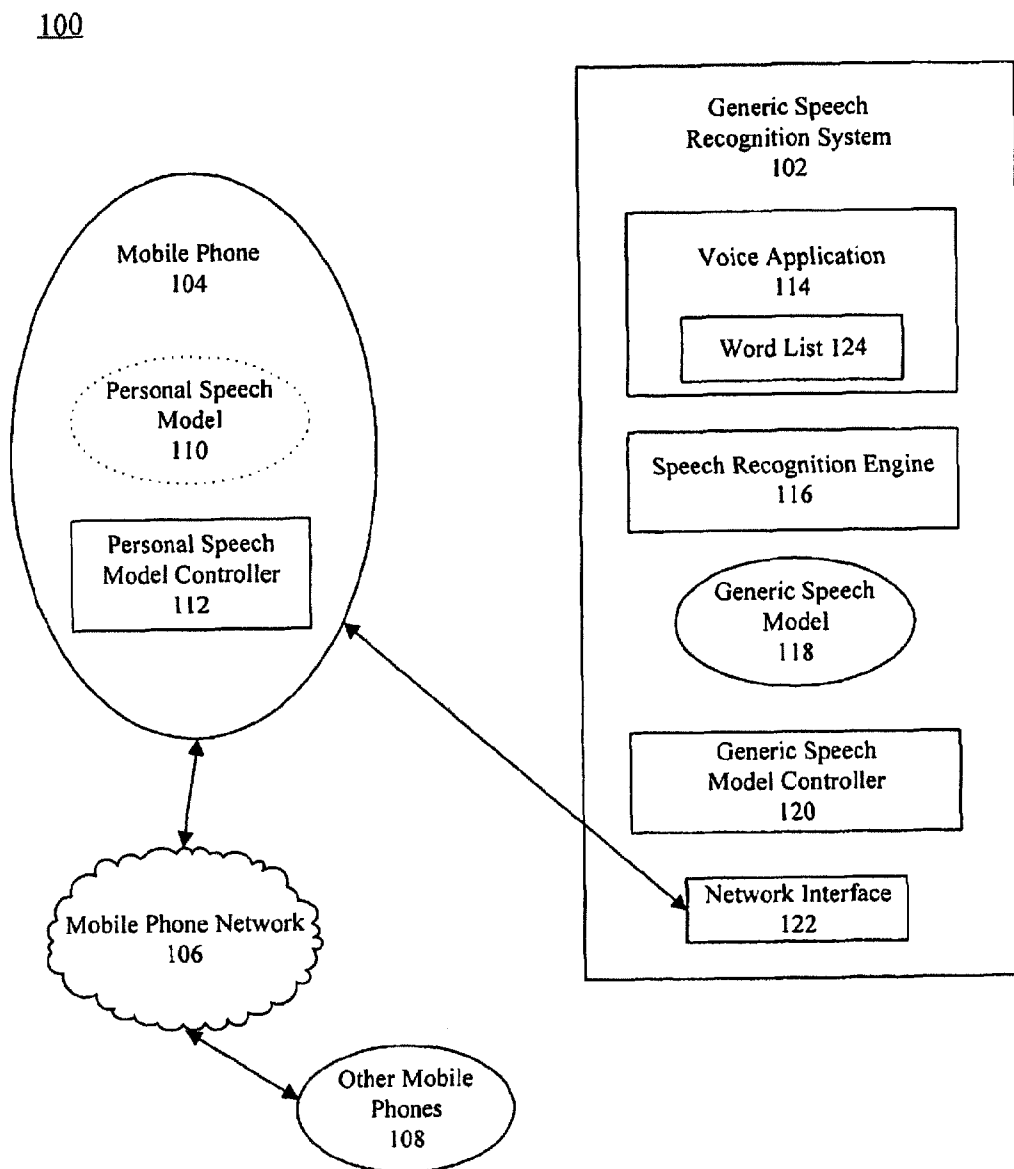 100
Generic Speech
Recognition System
102
Mobile Phone
104
Voice Application
114
Word List 124
Personal Speech
Model
110
Speech Recognition Engine
116
Personal Speech
Model Controller
112
Generic Speech
Model
118
Generic Speech
Model Controller
120
Network Interface
122
Mobile Phone Network
106
Other Mobile
Phones
108